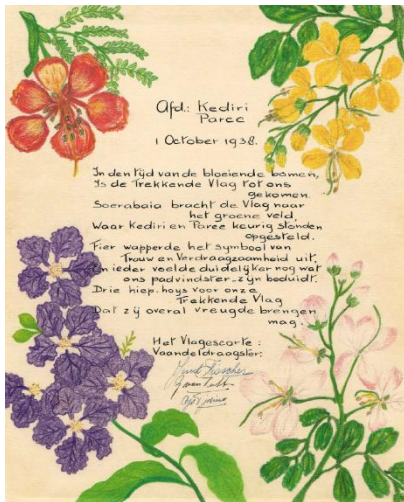 Afd.: Kediri
Paree
1 October 1938.
In den tijd van de bloeiende bomen,
Is de Trekkende Vlag tot ons
gekomen.
Soerabaia bracht de Vlag naar
het groene veld,
Waar Kediri en Paree keurig stonden
opgesteld.
Fier wapperde het symbool van
Trouw en Verdraagzaamheid uit,
En ieder voelde duidelijker nog wat
ons padvindster-zijn beduidt.
Drie hiep, hoys voor onze
Trekkende Vlag
Dat zij overal vreugde brengen
mag.
Het Vlagescorte:
Vaandeldraagster: